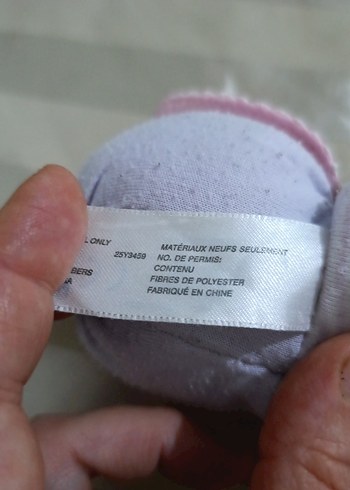 L ONLY
25Y3459
BERS
A
MATÉRIAUX NEUFS SEULEMENT
NO. DE PERMIS:
CONTENU
FIBRES DE POLYESTER
FABRIQUÉ EN CHINE